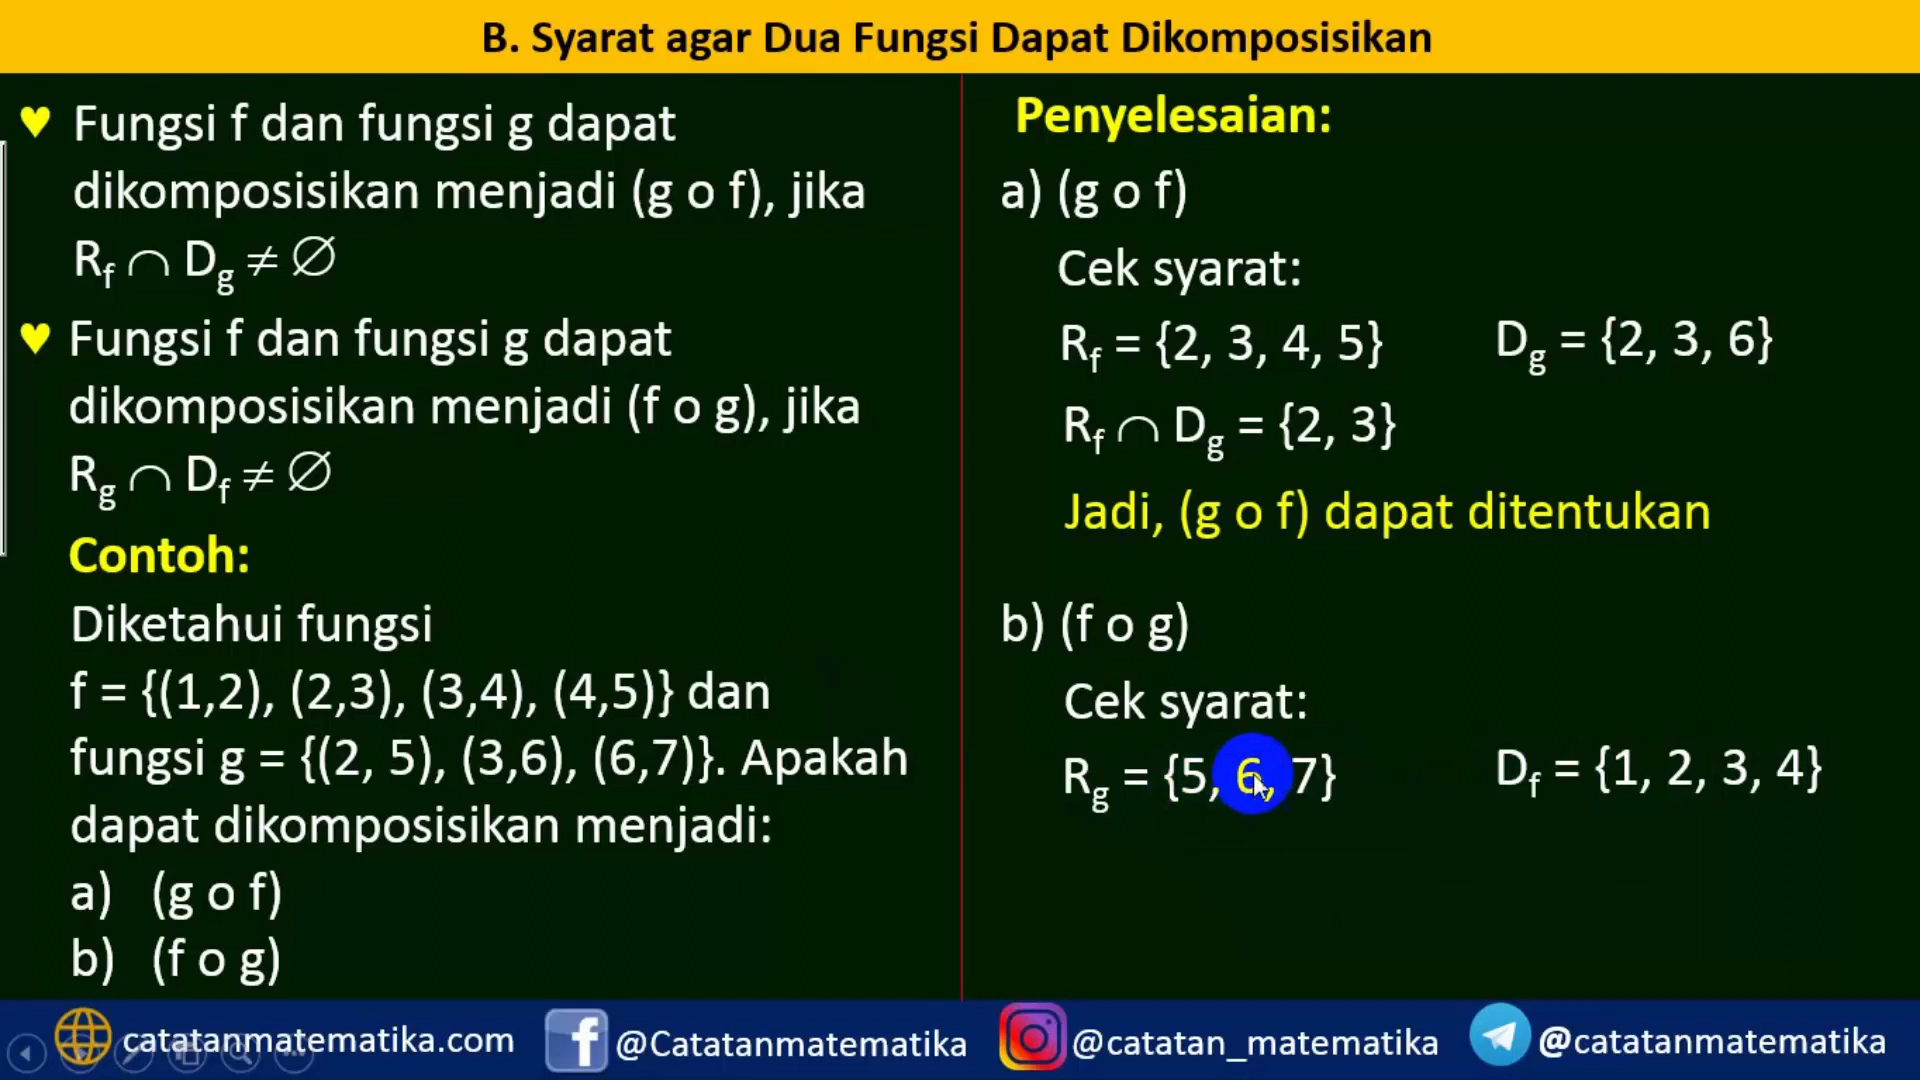 B. Syarat agar Dua Fungsi Dapat Dikomposisikan
♥ Fungsi f dan fungsi g dapat
dikomposisikan menjadi (g o f), jika
R_f ∩ D_g ≠ ∅
♥ Fungsi f dan fungsi g dapat
dikomposisikan menjadi (f o g), jika
R_g ∩ D_f ≠ ∅
Contoh:
Diketahui fungsi
f = {(1,2), (2,3), (3,4), (4,5)} dan
fungsi g = {(2, 5), (3,6), (6,7)}. Apakah
dapat dikomposisikan menjadi:
a) (g o f)
b) (f o g)
Penyelesaian:
a) (g o f)
Cek syarat:
R_f = {2, 3, 4, 5} D_g = {2, 3, 6}
R_f ∩ D_g = {2, 3}
Jadi, (g o f) dapat ditentukan
b) (f o g)
Cek syarat:
R_g = {5, 6, 7} D_f = {1, 2, 3, 4}
catatanmatematika.com @Catatanmatematika @catatan_matematika @catatanmatematika